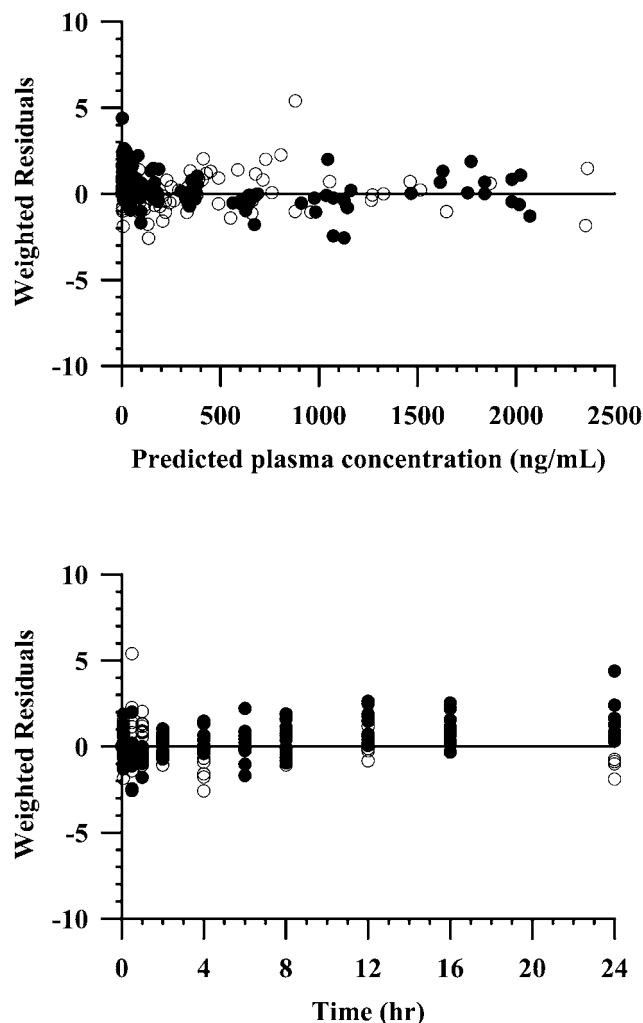 10
5
0
-5
-10
Weighted Residuals
0 500 1000 1500 2000 2500
Predicted plasma concentration (ng/mL)
10
5
0
-5
-10
Weighted Residuals
0 4 8 12 16 20 24
Time (hr)